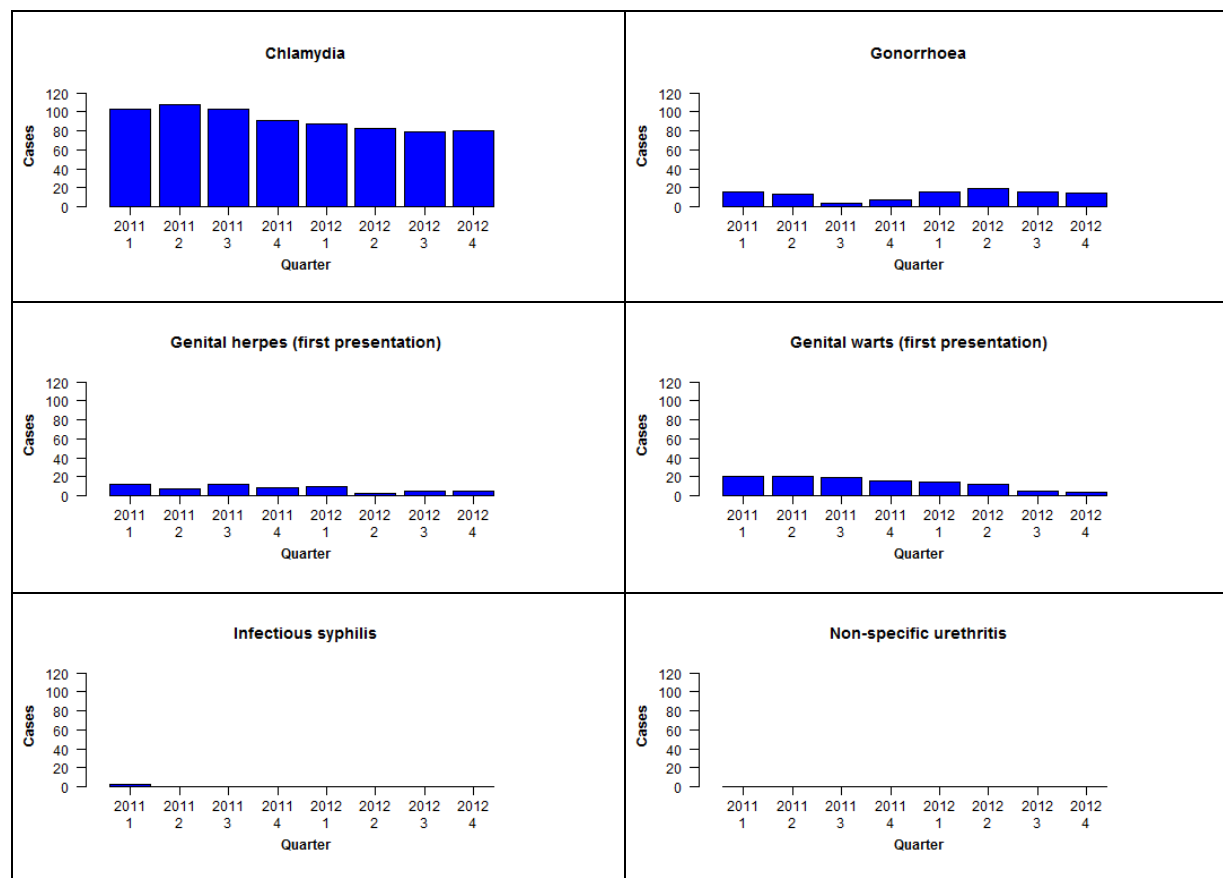 Chlamydia
120
100
80
60
40
20
0
Cases
2011 2011 2011 2011 2012 2012 2012 2012
1 2 3 4 1 2 3 4
Quarter
Gonorrhoea
120
100
80
60
40
20
0
Cases
2011 2011 2011 2011 2012 2012 2012 2012
1 2 3 4 1 2 3 4
Quarter
Genital herpes (first presentation)
120
100
80
60
40
20
0
Cases
2011 2011 2011 2011 2012 2012 2012 2012
1 2 3 4 1 2 3 4
Quarter
Genital warts (first presentation)
120
100
80
60
40
20
0
Cases
2011 2011 2011 2011 2012 2012 2012 2012
1 2 3 4 1 2 3 4
Quarter
Infectious syphilis
120
100
80
60
40
20
0
Cases
2011 2011 2011 2011 2012 2012 2012 2012
1 2 3 4 1 2 3 4
Quarter
Non-specific urethritis
120
100
80
60
40
20
0
Cases
2011 2011 2011 2011 2012 2012 2012 2012
1 2 3 4 1 2 3 4
Quarter